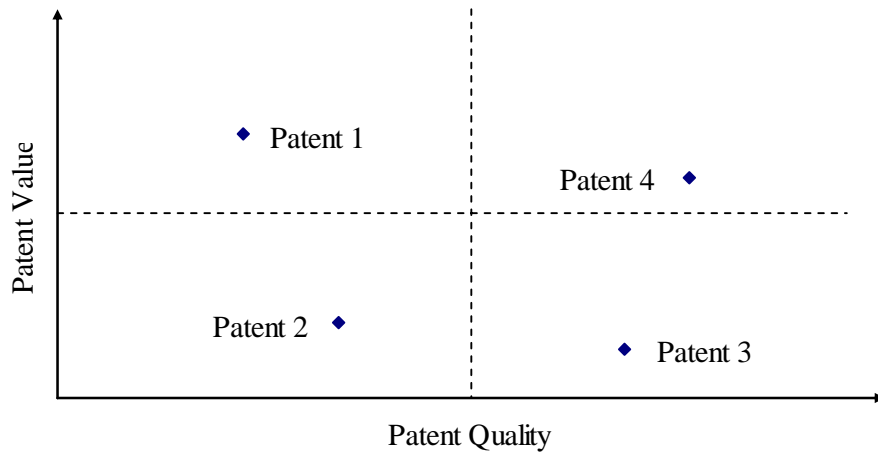 Patent 1
Patent 4
Patent Value
Patent 2
Patent 3
Patent Quality